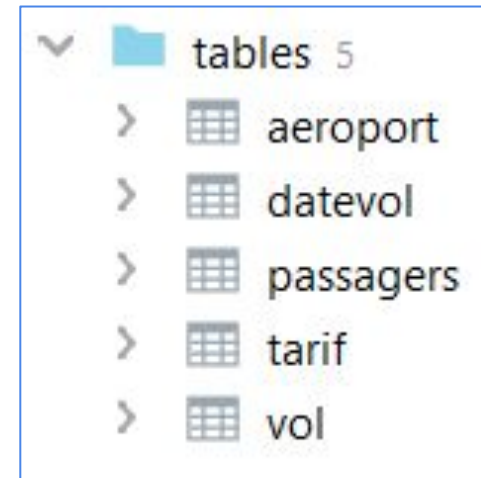 tables 5
aeroport
datevol
passagers
tarif
vol